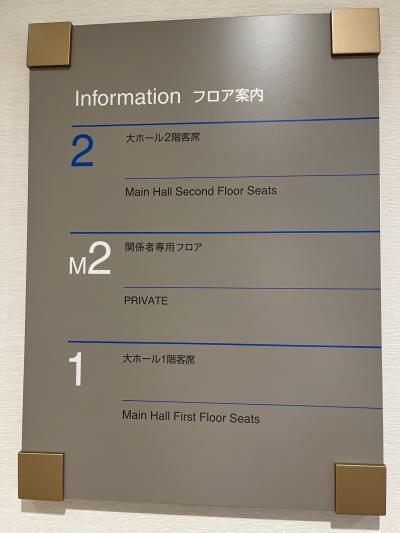 Information フロア案内
2
大ホール2階客席
Main Hall Second Floor Seats
M2
関係者専用フロア
PRIVATE
1
大ホール1階客席
Main Hall First Floor Seats